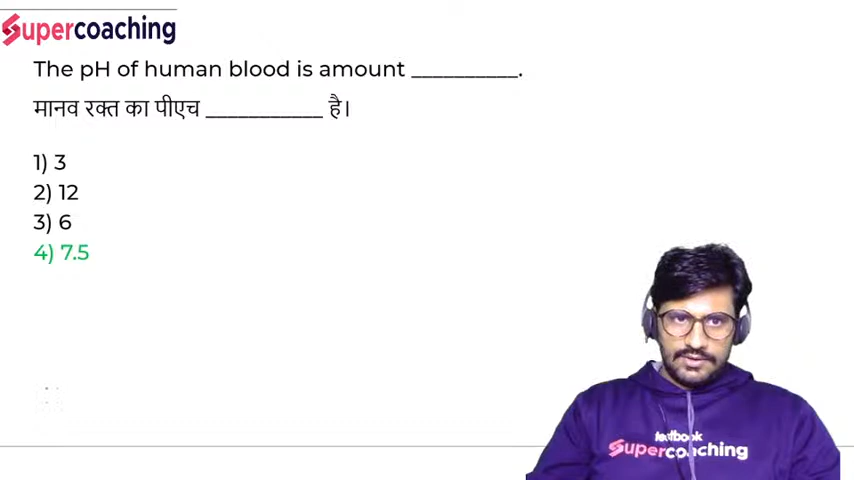 Supercoaching
The pH of human blood is amount __________.
मानव रक्त का पीएच ___________ है।
1) 3
2) 12
3) 6
4) 7.5
testbook
Supercoaching